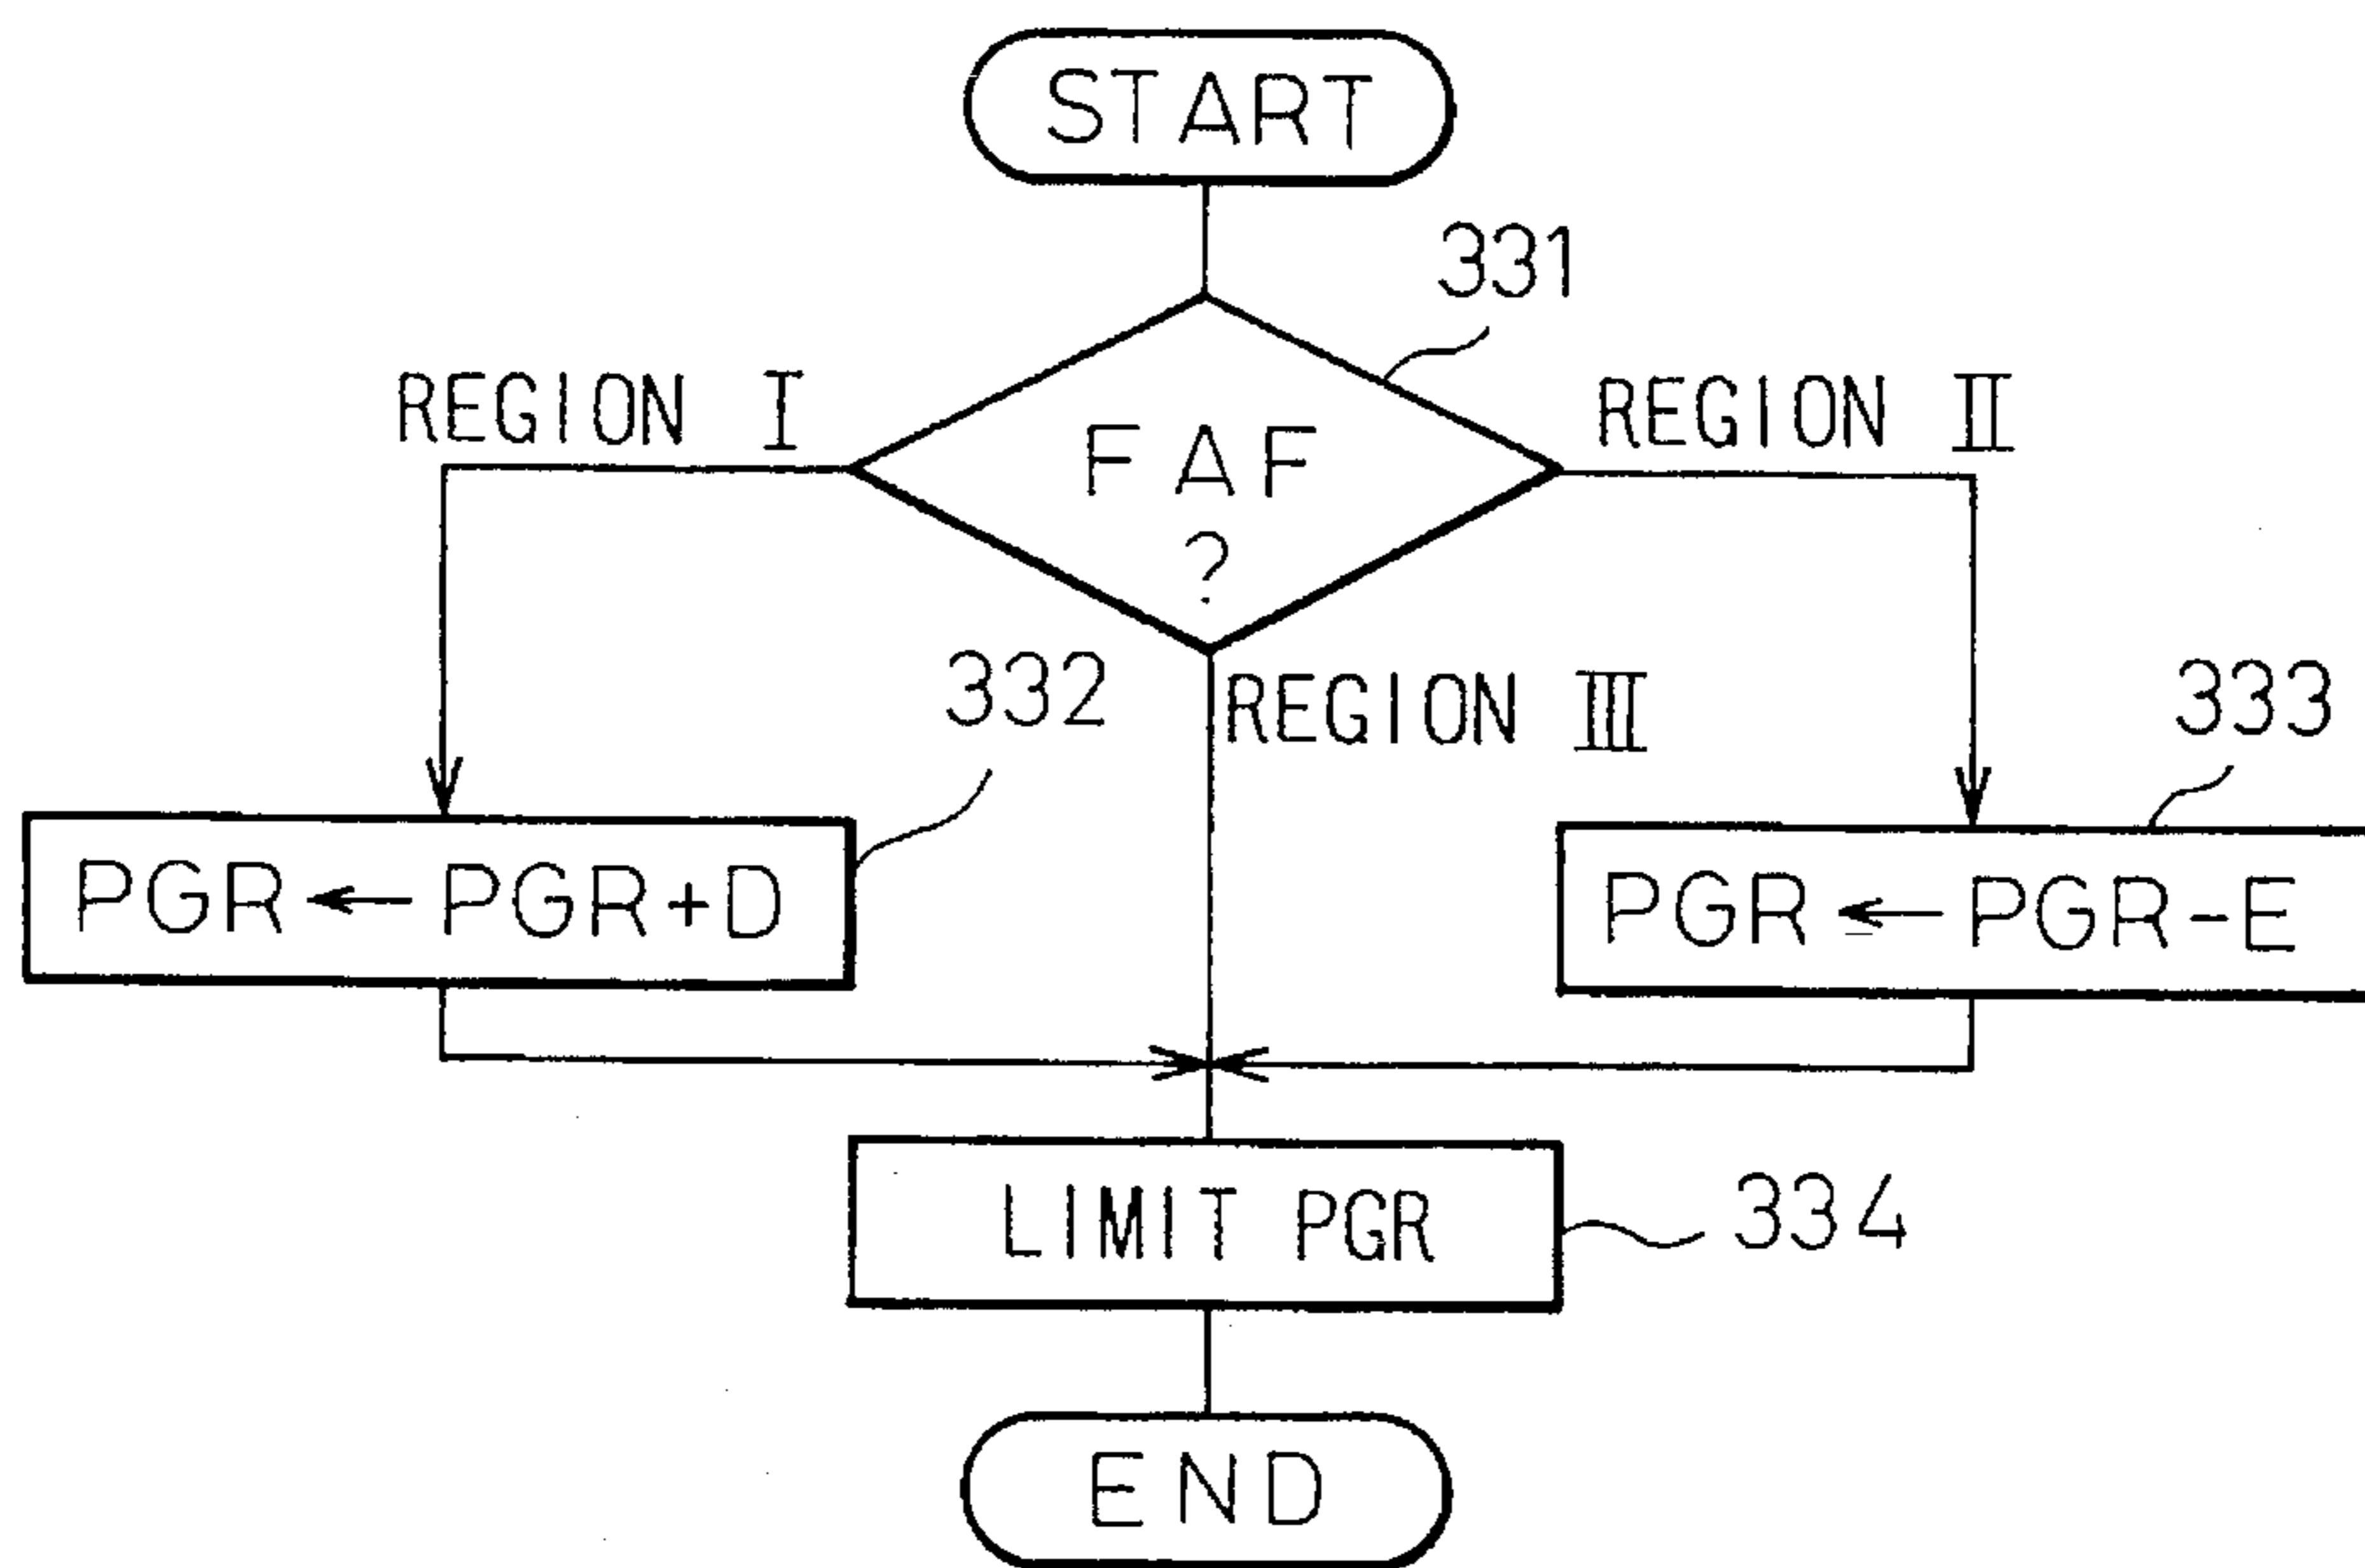 START
331
REGION I
FAF
?
REGION II
332
REGION III
333
PGR ← PGR+D
PGR ← PGR-E
LIMIT PGR
334
END